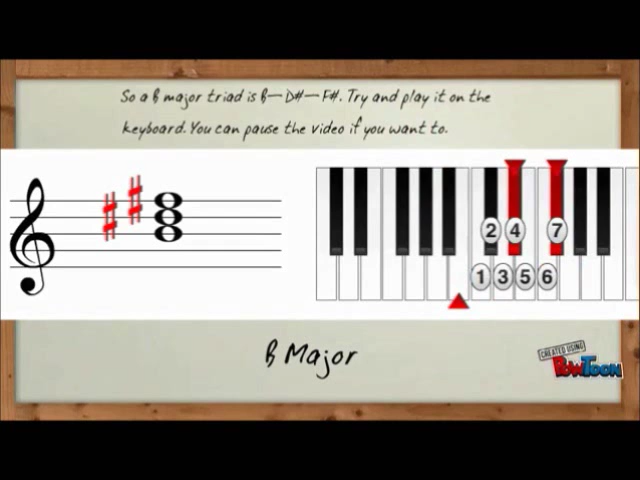 So a B major triad is B—D#—F#. Try and play it on the
keyboard. You can pause the video if you want to.
2 4 7
1 3 5 6
B Major
CREATED USING
PowToon